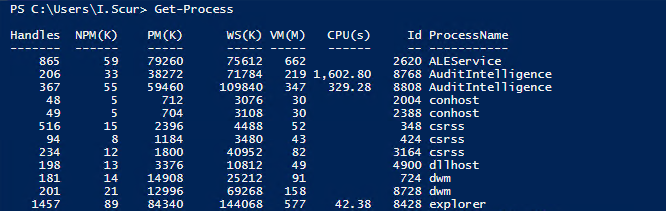 PS C:\Users\I.Scur> Get-Process
Handles NPM(K) PM(K) WS(K) VM(M) CPU(s) Id ProcessName
------- ------ ----- ----- ----- ------ -- -----------
865 59 79260 75612 662 2620 ALEService
206 33 38272 71784 219 1,602.80 8768 AuditIntelligence
367 55 59460 109840 347 329.28 8808 AuditIntelligence
48 5 712 3076 30 2004 conhost
49 5 704 3108 30 2388 conhost
516 15 2396 4488 52 348 csrss
94 8 1184 3480 43 424 csrss
234 12 1800 40952 82 3164 csrss
198 13 3376 10812 49 4900 dllhost
181 14 14908 25212 91 724 dwm
201 21 12996 69268 158 8728 dwm
1457 89 84340 144068 577 42.38 8428 explorer